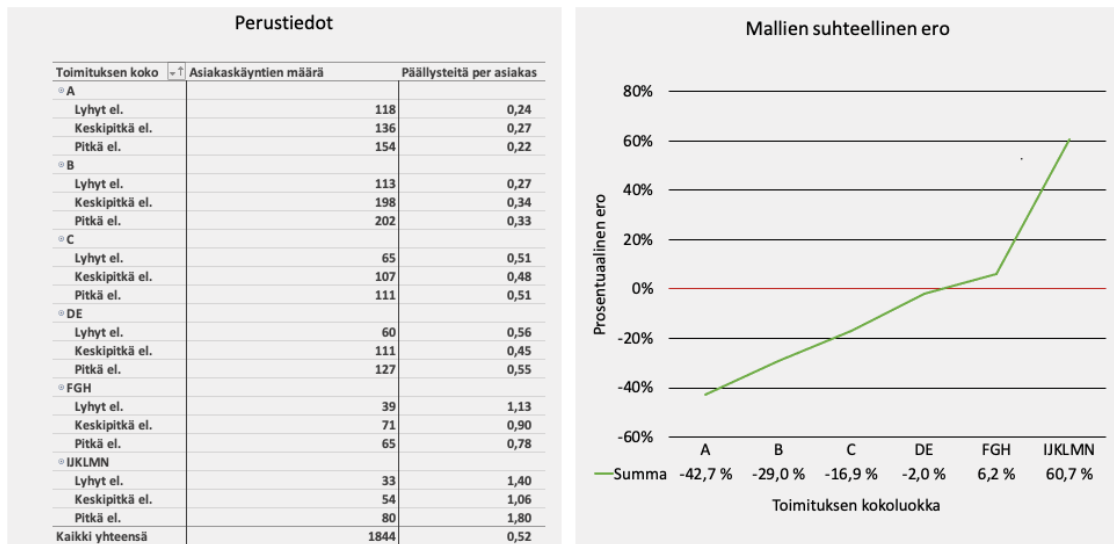 Perustiedot
Toimituksen koko Asiakaskäyntien määrä Päällysteitä per asiakas
A
Lyhyt el. 118 0,24
Keskipitkä el. 136 0,27
Pitkä el. 154 0,22
B
Lyhyt el. 113 0,27
Keskipitkä el. 198 0,34
Pitkä el. 202 0,33
C
Lyhyt el. 65 0,51
Keskipitkä el. 107 0,48
Pitkä el. 111 0,51
DE
Lyhyt el. 60 0,56
Keskipitkä el. 111 0,45
Pitkä el. 127 0,55
FGH
Lyhyt el. 39 1,13
Keskipitkä el. 71 0,90
Pitkä el. 65 0,78
IJKLMN
Lyhyt el. 33 1,40
Keskipitkä el. 54 1,06
Pitkä el. 80 1,80
Kaikki yhteensä 1844 0,52
Mallien suhteellinen ero
Prosentuaalinen ero
80%
60%
40%
20%
0%
-20%
-40%
-60%
A B C DE FGH IJKLMN
Summa -42,7 % -29,0 % -16,9 % -2,0 % 6,2 % 60,7 %
Toimituksen kokoluokka